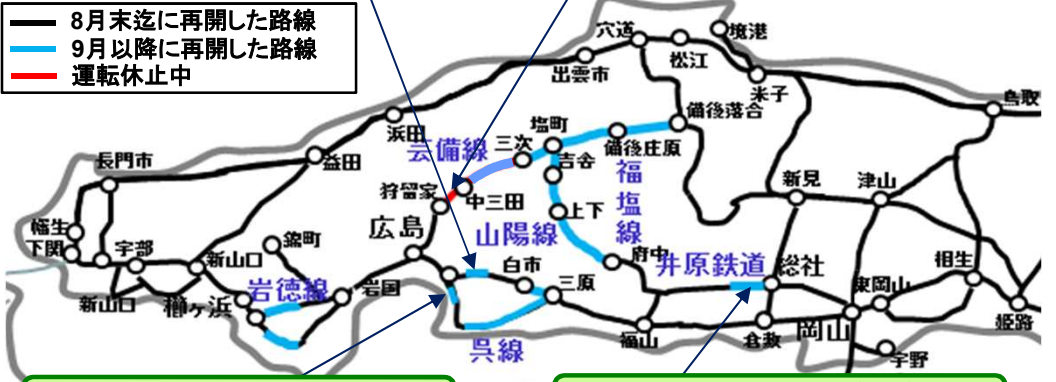 8月末迄に再開した路線
9月以降に再開した路線
運転休止中
穴道
境港
松江
出雲市
米子
鳥取
浜田
塩町
備後落合
芸備線
三次
備後庄原
益田
長門市
吉舎
福塩線
狩留家
中三田
新見
津山
上下
幡生
下関
宇部
錦町
広島
山陽線
府中
井原鉄道
総社
相生
新山口
白市
岩徳線
岩国
三原
東岡山
新山口
櫛ヶ浜
福山
倉敷
岡山
姫路
呉線
宇野